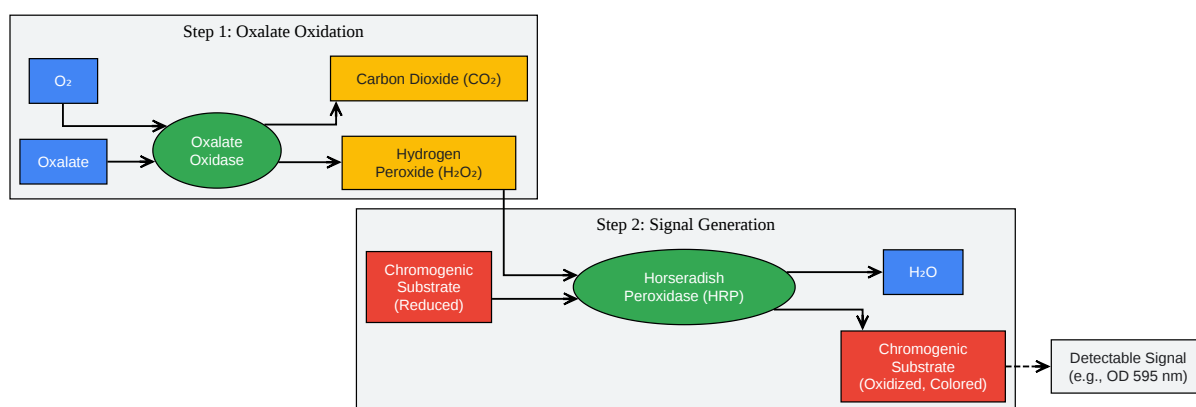 Step 1: Oxalate Oxidation
O₂
Carbon Dioxide (CO₂)
Oxalate
Oxidase
Oxalate
Hydrogen
Peroxide (H₂O₂)
Step 2: Signal Generation
Chromogenic
Substrate
(Reduced)
Horseradish
Peroxidase (HRP)
H₂O
Chromogenic
Substrate
(Oxidized, Colored)
Detectable Signal
(e.g., OD 595 nm)